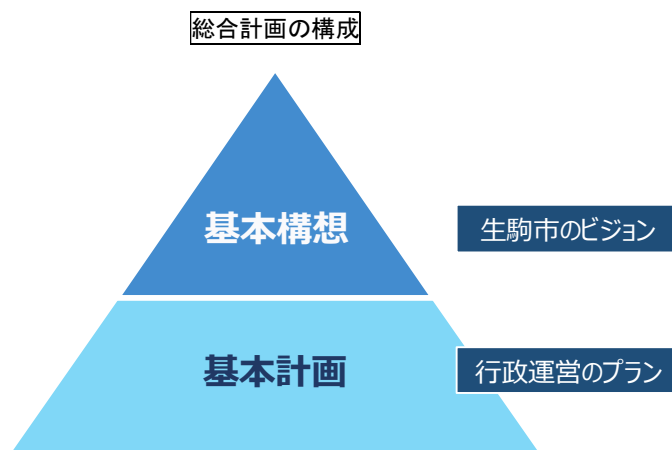 総合計画の構成
基本構想
生駒市のビジョン
基本計画
行政運営のプラン